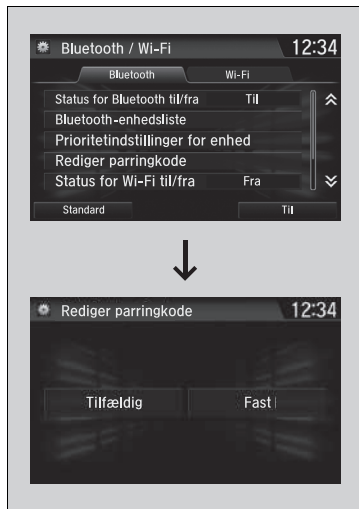 Bluetooth / Wi-Fi 12:34
Bluetooth Wi-Fi
Status for Bluetooth til/fra Til
Bluetooth-enhedsliste
Prioritetindstillinger for enhed
Rediger parringkode
Status for Wi-Fi til/fra Fra
Standard Til
Rediger parringkode 12:34
Tilfældig Fast